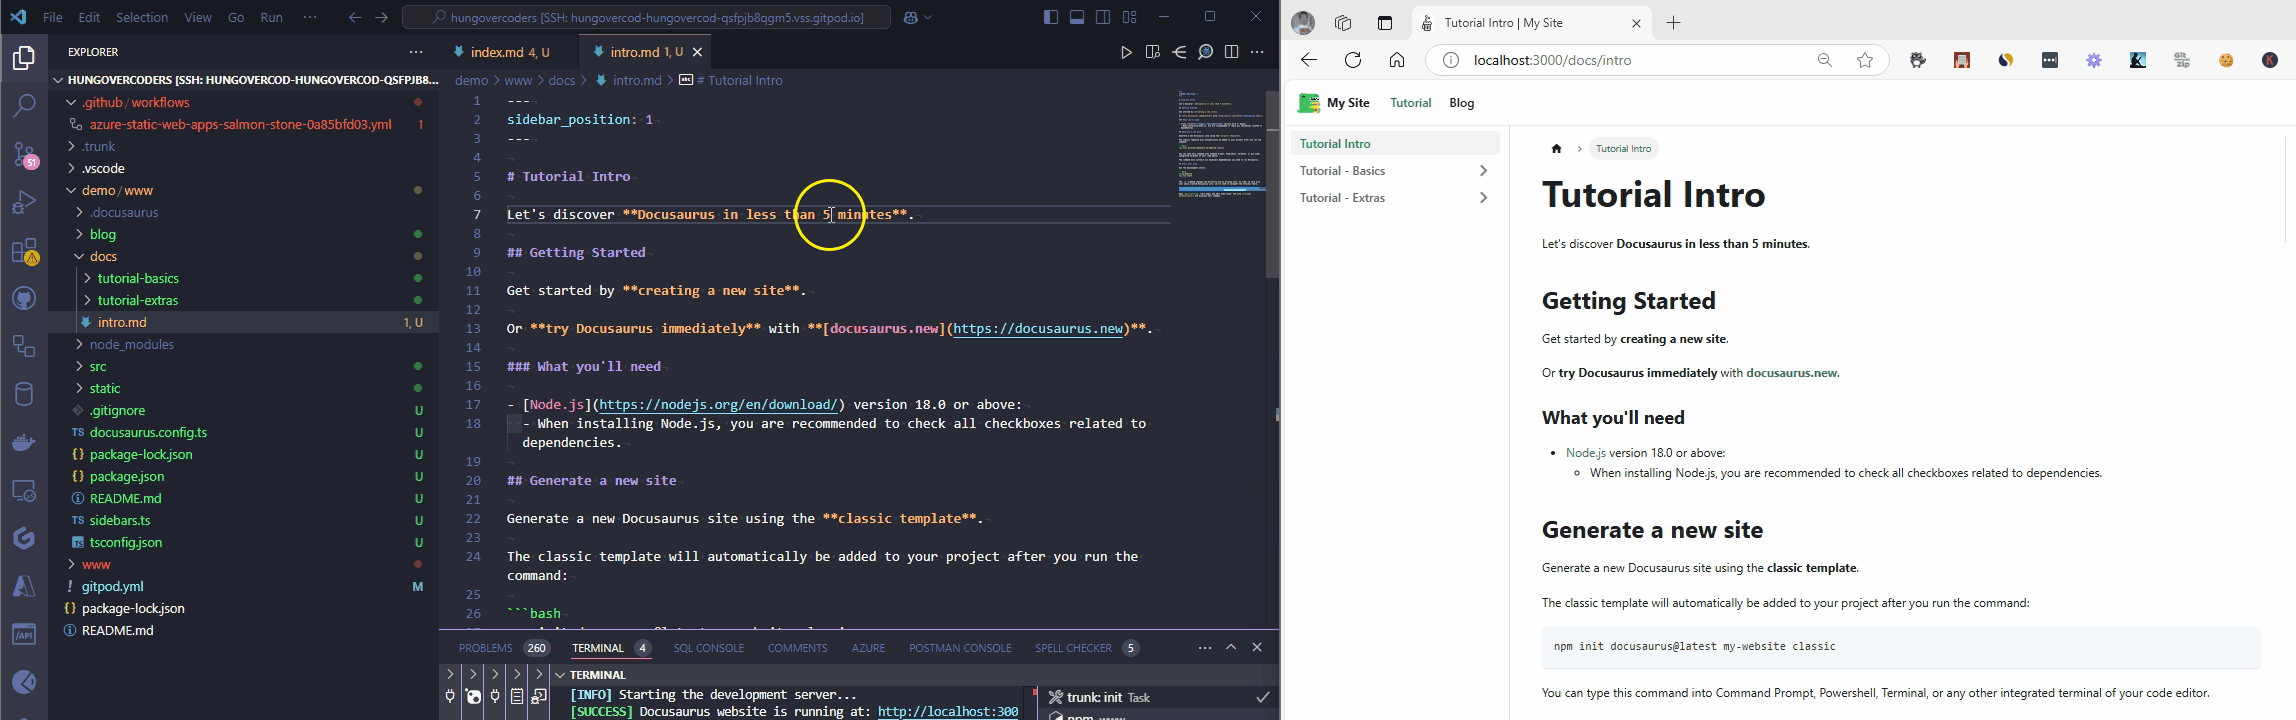 File Edit Selection View Go Run ···
hungovercoders [SSH: hungovercod-hungovercod-qsfpjb8qgm5.vss.gitpod.io]
EXPLORER
HUNGOVERCODERS [SSH: HUNGOVERCOD-HUNGOVERCOD-QSFPJB8...
.github / workflows
azure-static-web-apps-salmon-stone-0a85bfd03.yml 1
.trunk
.vscode
demo / www
.docusaurus
blog
docs
tutorial-basics
tutorial-extras
intro.md 1, U
node_modules
src
static
.gitignore U
docusaurus.config.ts U
package-lock.json U
package.json U
README.md U
sidebars.ts U
tsconfig.json U
www
gitpod.yml M
package-lock.json
README.md
51
index.md 4, U
intro.md 1, U
demo > www > docs > intro.md > # Tutorial Intro
1 ---
2 sidebar_position: 1
3 ---
4
5 # Tutorial Intro
6
7 Let's discover **Docusaurus in less than 5 minutes**.
8
9 ## Getting Started
10
11 Get started by **creating a new site**.
12
13 Or **try Docusaurus immediately** with **[docusaurus.new](https://docusaurus.new)**.
14
15 ### What you'll need
16
17 - [Node.js](https://nodejs.org/en/download/) version 18.0 or above:
18 - When installing Node.js, you are recommended to check all checkboxes related to
dependencies.
19
20 ## Generate a new site
21
22 Generate a new Docusaurus site using the **classic template**.
23
24 The classic template will automatically be added to your project after you run the
command:
25
26 ```bash
PROBLEMS 260 TERMINAL 4 SQL CONSOLE COMMENTS AZURE POSTMAN CONSOLE SPELL CHECKER 5
TERMINAL
[INFO] Starting the development server...
[SUCCESS] Docusaurus website is running at: http://localhost:300
trunk: init Task
Tutorial Intro | My Site
localhost:3000/docs/intro
My Site Tutorial Blog
Tutorial Intro
Tutorial - Basics
Tutorial - Extras
Tutorial Intro
Tutorial Intro
Let's discover Docusaurus in less than 5 minutes.
Getting Started
Get started by creating a new site.
Or try Docusaurus immediately with docusaurus.new.
What you'll need
Node.js version 18.0 or above:
When installing Node.js, you are recommended to check all checkboxes related to dependencies.
Generate a new site
Generate a new Docusaurus site using the classic template.
The classic template will automatically be added to your project after you run the command:
npm init docusaurus@latest my-website classic
You can type this command into Command Prompt, Powershell, Terminal, or any other integrated terminal of your code editor.